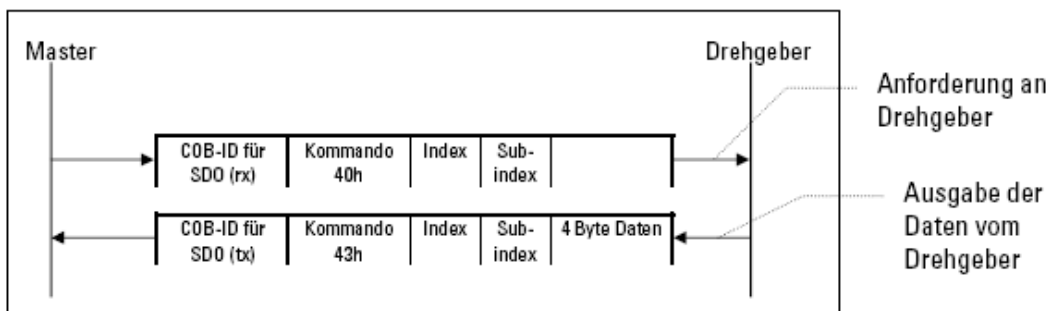 Master
Drehgeber
Anforderung an
Drehgeber
COB-ID für
SDO (rx)
Kommando
40h
Index
Sub-
index
COB-ID für
SDO (tx)
Kommando
43h
Index
Sub-
index
4 Byte Daten
Ausgabe der
Daten vom
Drehgeber